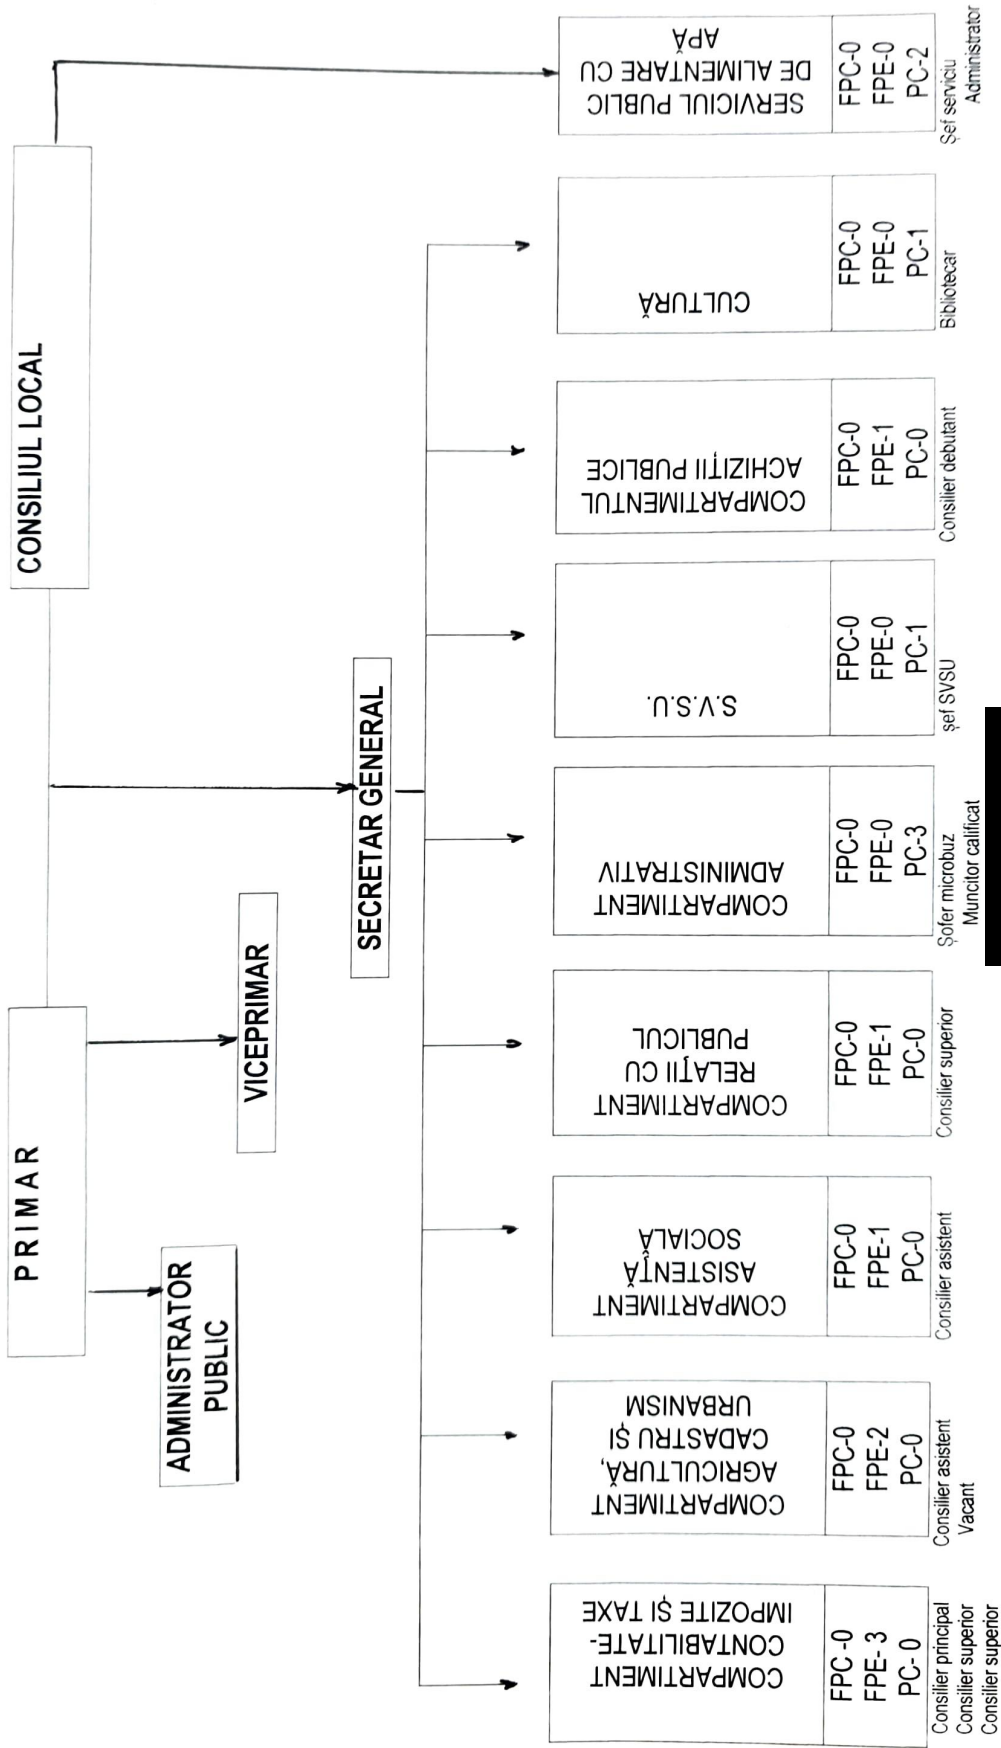 PRIMAR
CONSILIUL LOCAL
ADMINISTRATOR
PUBLIC
VICEPRIMAR
SECRETAR GENERAL
COMPARTIMENT
CONTABILITATE-
IMPOZITE ȘI TAXE
FPC -0
FPE- 3
PC- 0
Consilier principal
Consilier superior
Consilier superior
COMPARTIMENT
AGRICULTURĂ,
CADASTRU ȘI
URBANISM
FPC-0
FPE-2
PC-0
Consilier asistent
Vacant
COMPARTIMENT
ASISTENȚĂ
SOCIALĂ
FPC-0
FPE-1
PC-0
Consilier asistent
COMPARTIMENT
RELAȚII CU
PUBLICUL
FPC-0
FPE-1
PC-0
Consilier superior
COMPARTIMENT
ADMINISTRATIV
FPC-0
FPE-0
PC-3
Șofer microbuz
Muncitor calificat
S.V.S.U.
FPC-0
FPE-0
PC-1
șef SVSU
COMPARTIMENTUL
ACHIZIȚII PUBLICE
FPC-0
FPE-1
PC-0
Consilier debutant
CULTURĂ
FPC-0
FPE-0
PC-1
Bibliotecar
SERVICIUL PUBLIC
DE ALIMENTARE CU
APĂ
FPC-0
FPE-0
PC-2
Șef serviciu
Administrator